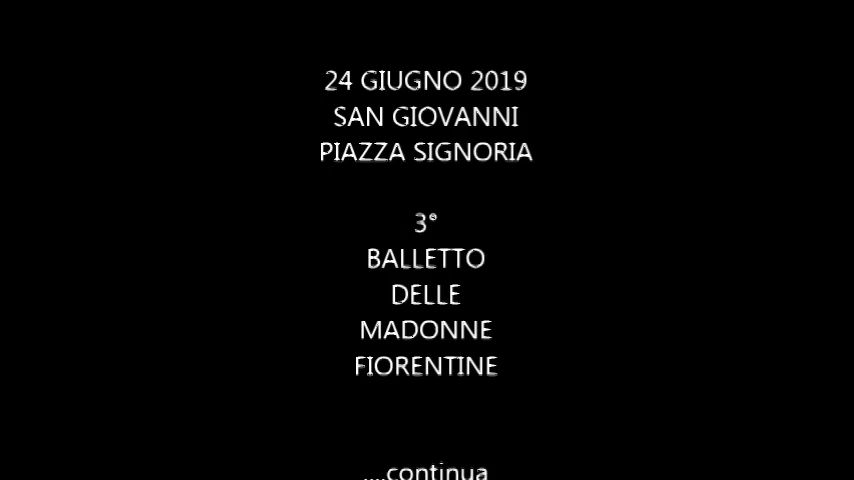 24 GIUGNO 2019
SAN GIOVANNI
PIAZZA SIGNORIA
3°
BALLETTO
DELLE
MADONNE
FIORENTINE
....continua